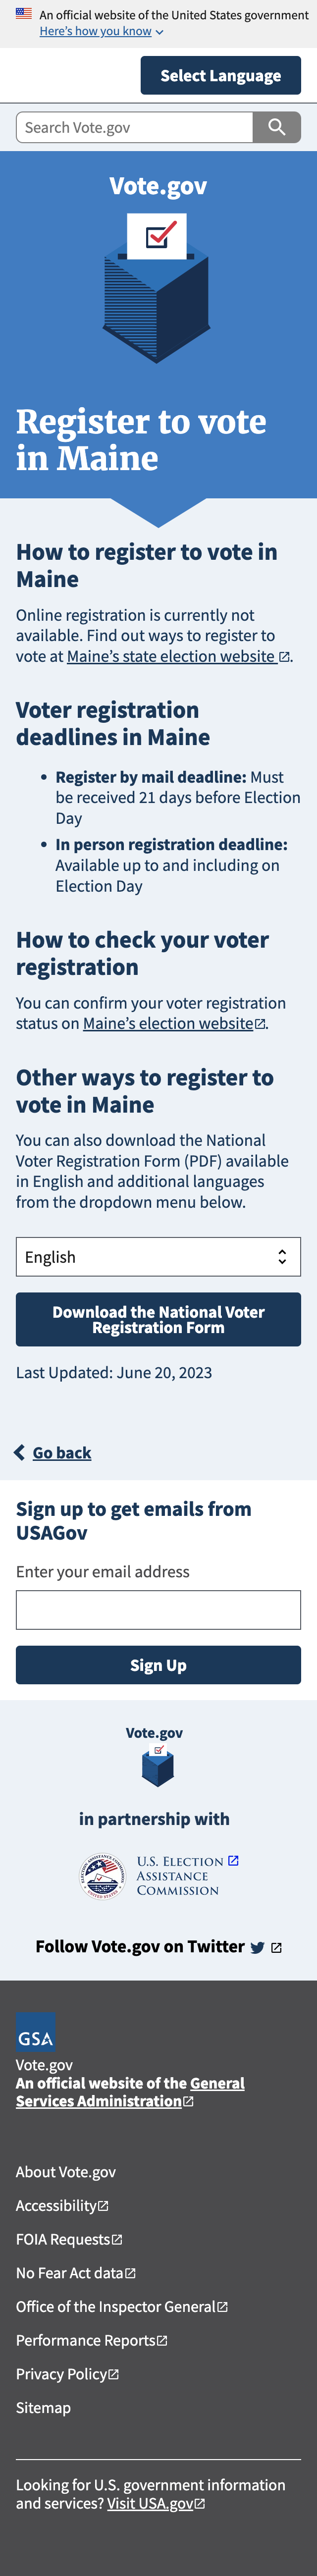 An official website of the United States government
Here’s how you know
Select Language
Search Vote.gov
Vote.gov
Register to vote
in Maine
How to register to vote in
Maine
Online registration is currently not
available. Find out ways to register to
vote at Maine’s state election website.
Voter registration
deadlines in Maine
• Register by mail deadline: Must
be received 21 days before Election
Day
• In person registration deadline:
Available up to and including on
Election Day
How to check your voter
registration
You can confirm your voter registration
status on Maine’s election website.
Other ways to register to
vote in Maine
You can also download the National
Voter Registration Form (PDF) available
in English and additional languages
from the dropdown menu below.
English
Download the National Voter
Registration Form
Last Updated: June 20, 2023
Go back
Sign up to get emails from
USAGov
Enter your email address
Sign Up
Vote.gov
in partnership with
U.S. ELECTION
ASSISTANCE
COMMISSION
Follow Vote.gov on Twitter
GSA
Vote.gov
An official website of the General
Services Administration
About Vote.gov
Accessibility
FOIA Requests
No Fear Act data
Office of the Inspector General
Performance Reports
Privacy Policy
Sitemap
Looking for U.S. government information
and services? Visit USA.gov